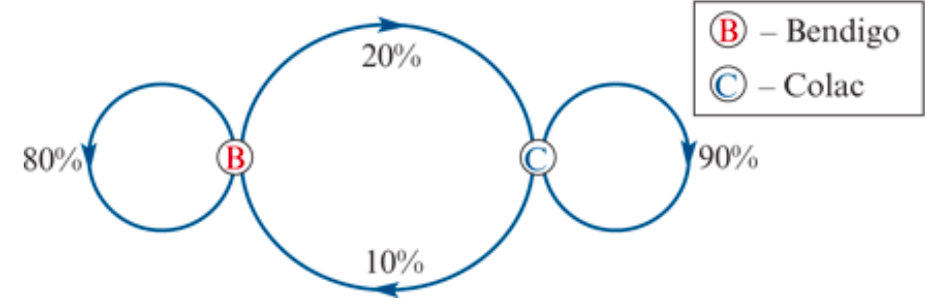 B – Bendigo
C – Colac
20%
80%
B
C
90%
10%